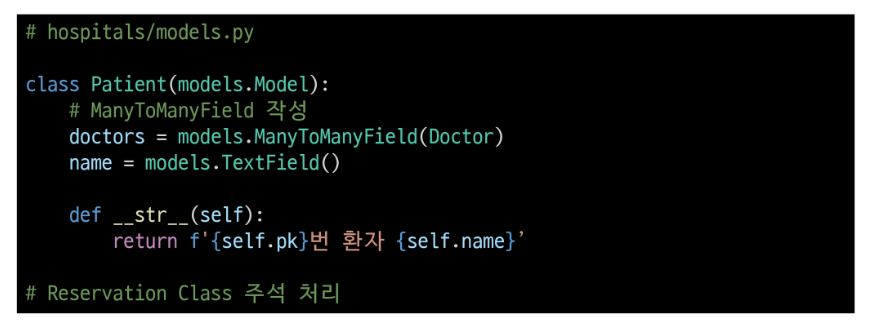 # hospitals/models.py
class Patient(models.Model):
    # ManyToManyField 작성
    doctors = models.ManyToManyField(Doctor)
    name = models.TextField()
    def __str__(self):
        return f'{self.pk}번 환자 {self.name}’
# Reservation Class 주석 처리